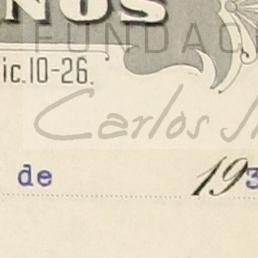 NOS
FUNDAC
ic.10-26.
Carlos
de 193